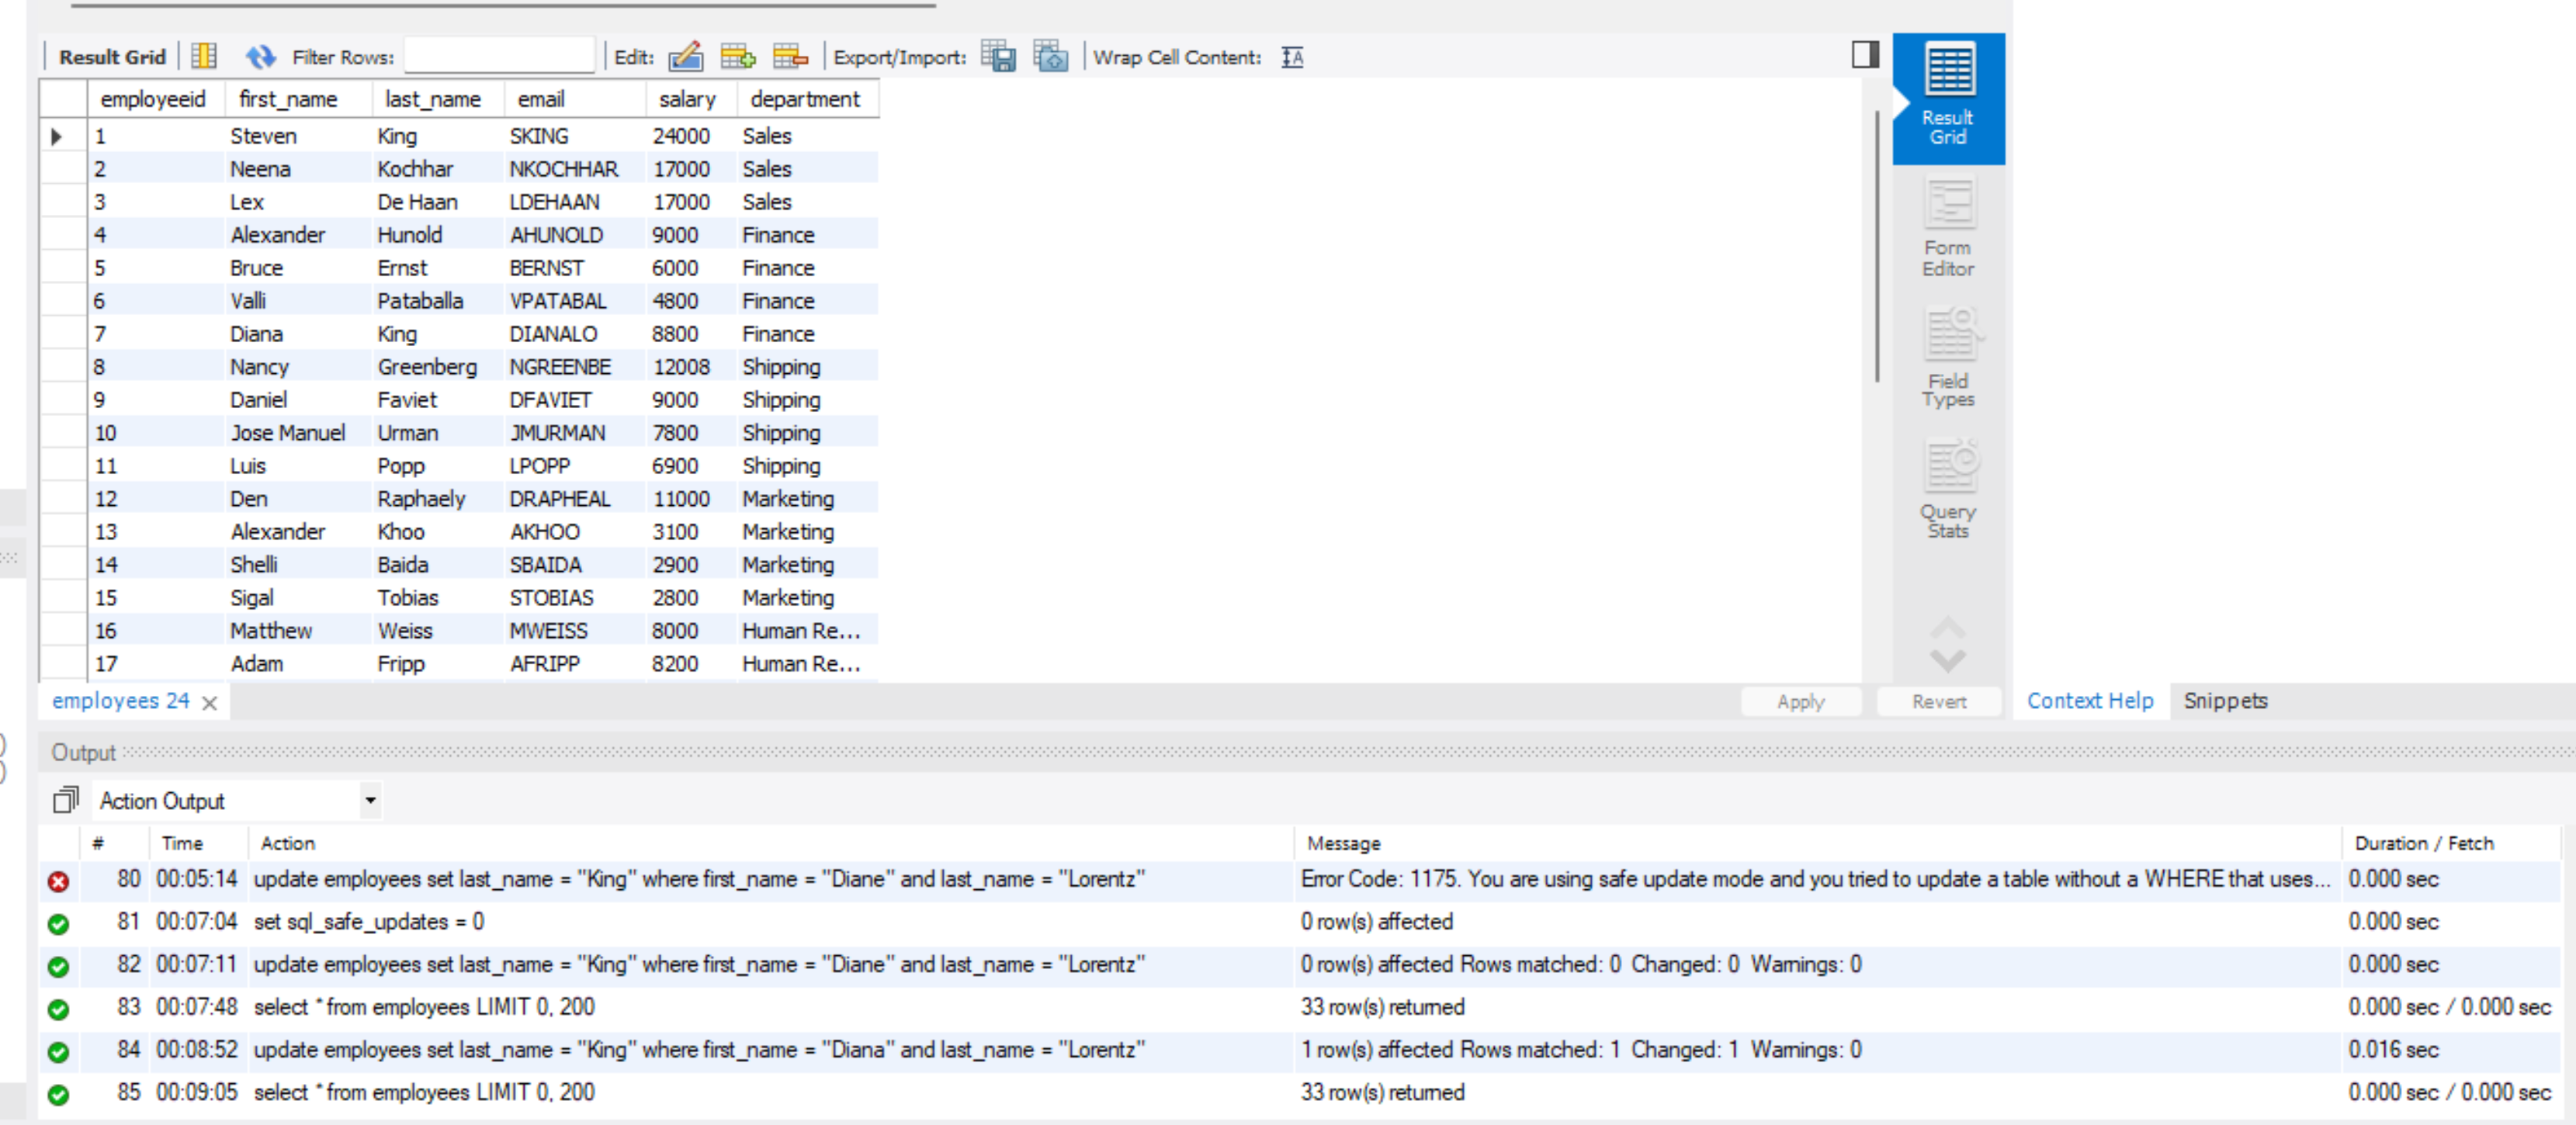 Result Grid Filter Rows: Edit: Export/Import: Wrap Cell Content:
employeeid first_name last_name email salary department
1 Steven King SKING 24000 Sales
2 Neena Kochhar NKOCHHAR 17000 Sales
3 Lex De Haan LDEHAAN 17000 Sales
4 Alexander Hunold AHUNOLD 9000 Finance
5 Bruce Ernst BERNST 6000 Finance
6 Valli Pataballa VPATABAL 4800 Finance
7 Diana King DIANALO 8800 Finance
8 Nancy Greenberg NGREENBE 12008 Shipping
9 Daniel Faviet DFAVIET 9000 Shipping
10 Jose Manuel Urman JMURMAN 7800 Shipping
11 Luis Popp LPOPP 6900 Shipping
12 Den Raphaely DRAPHEAL 11000 Marketing
13 Alexander Khoo AKHOO 3100 Marketing
14 Shelli Baida SBAIDA 2900 Marketing
15 Sigal Tobias STOBIAS 2800 Marketing
16 Matthew Weiss MWEISS 8000 Human Re...
17 Adam Fripp AFRIPP 8200 Human Re...
Result
Grid
Form
Editor
Field
Types
Query
Stats
employees 24 Apply Revert Context Help Snippets
Output
Action Output
# Time Action Message Duration / Fetch
80 00:05:14 update employees set last_name = "King" where first_name = "Diane" and last_name = "Lorentz" Error Code: 1175. You are using safe update mode and you tried to update a table without a WHERE that uses... 0.000 sec
81 00:07:04 set sql_safe_updates = 0 0 row(s) affected 0.000 sec
82 00:07:11 update employees set last_name = "King" where first_name = "Diane" and last_name = "Lorentz" 0 row(s) affected Rows matched: 0 Changed: 0 Warnings: 0 0.000 sec
83 00:07:48 select * from employees LIMIT 0, 200 33 row(s) returned 0.000 sec / 0.000 sec
84 00:08:52 update employees set last_name = "King" where first_name = "Diana" and last_name = "Lorentz" 1 row(s) affected Rows matched: 1 Changed: 1 Warnings: 0 0.016 sec
85 00:09:05 select * from employees LIMIT 0, 200 33 row(s) returned 0.000 sec / 0.000 sec